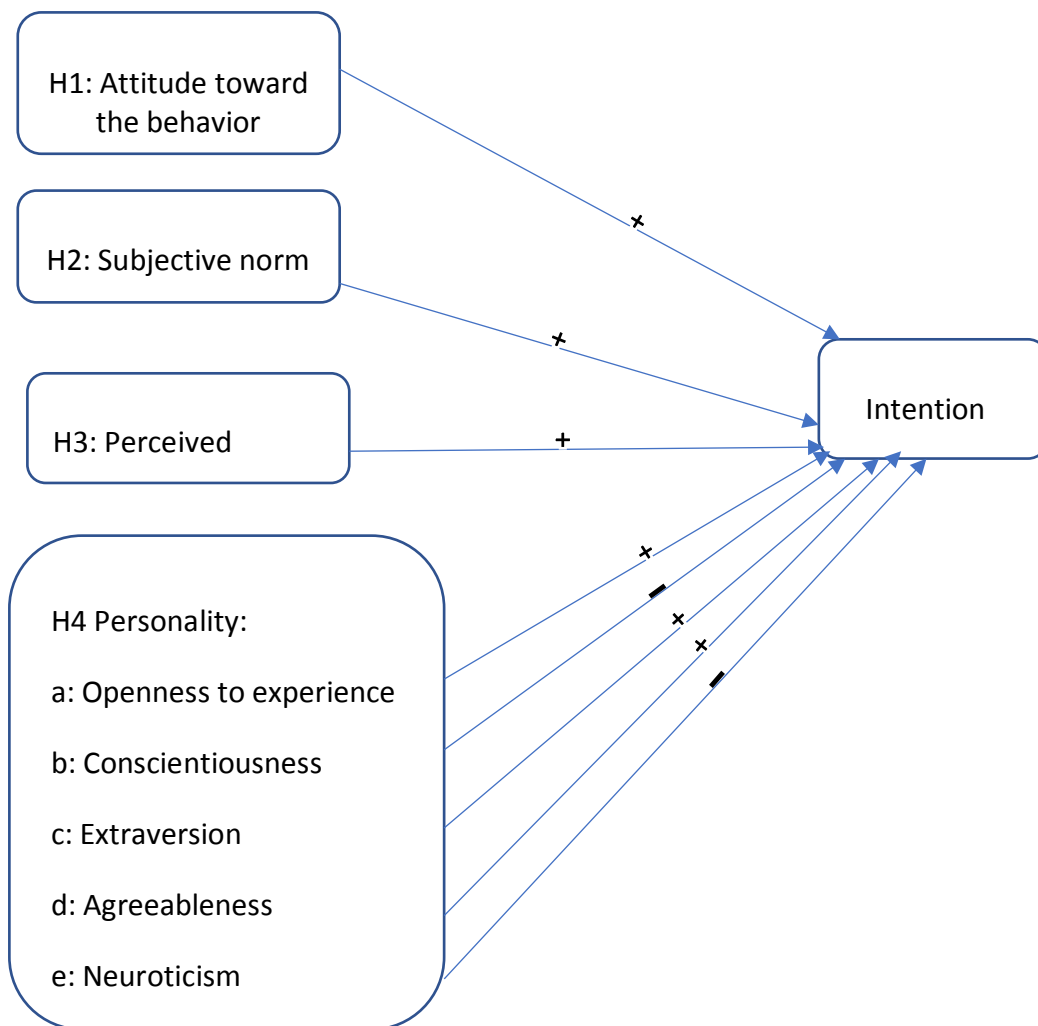 H1: Attitude toward
the behavior
+
H2: Subjective norm
+
Intention
H3: Perceived
+
+
-
H4 Personality:
+
+
-
a: Openness to experience
b: Conscientiousness
c: Extraversion
d: Agreeableness
e: Neuroticism